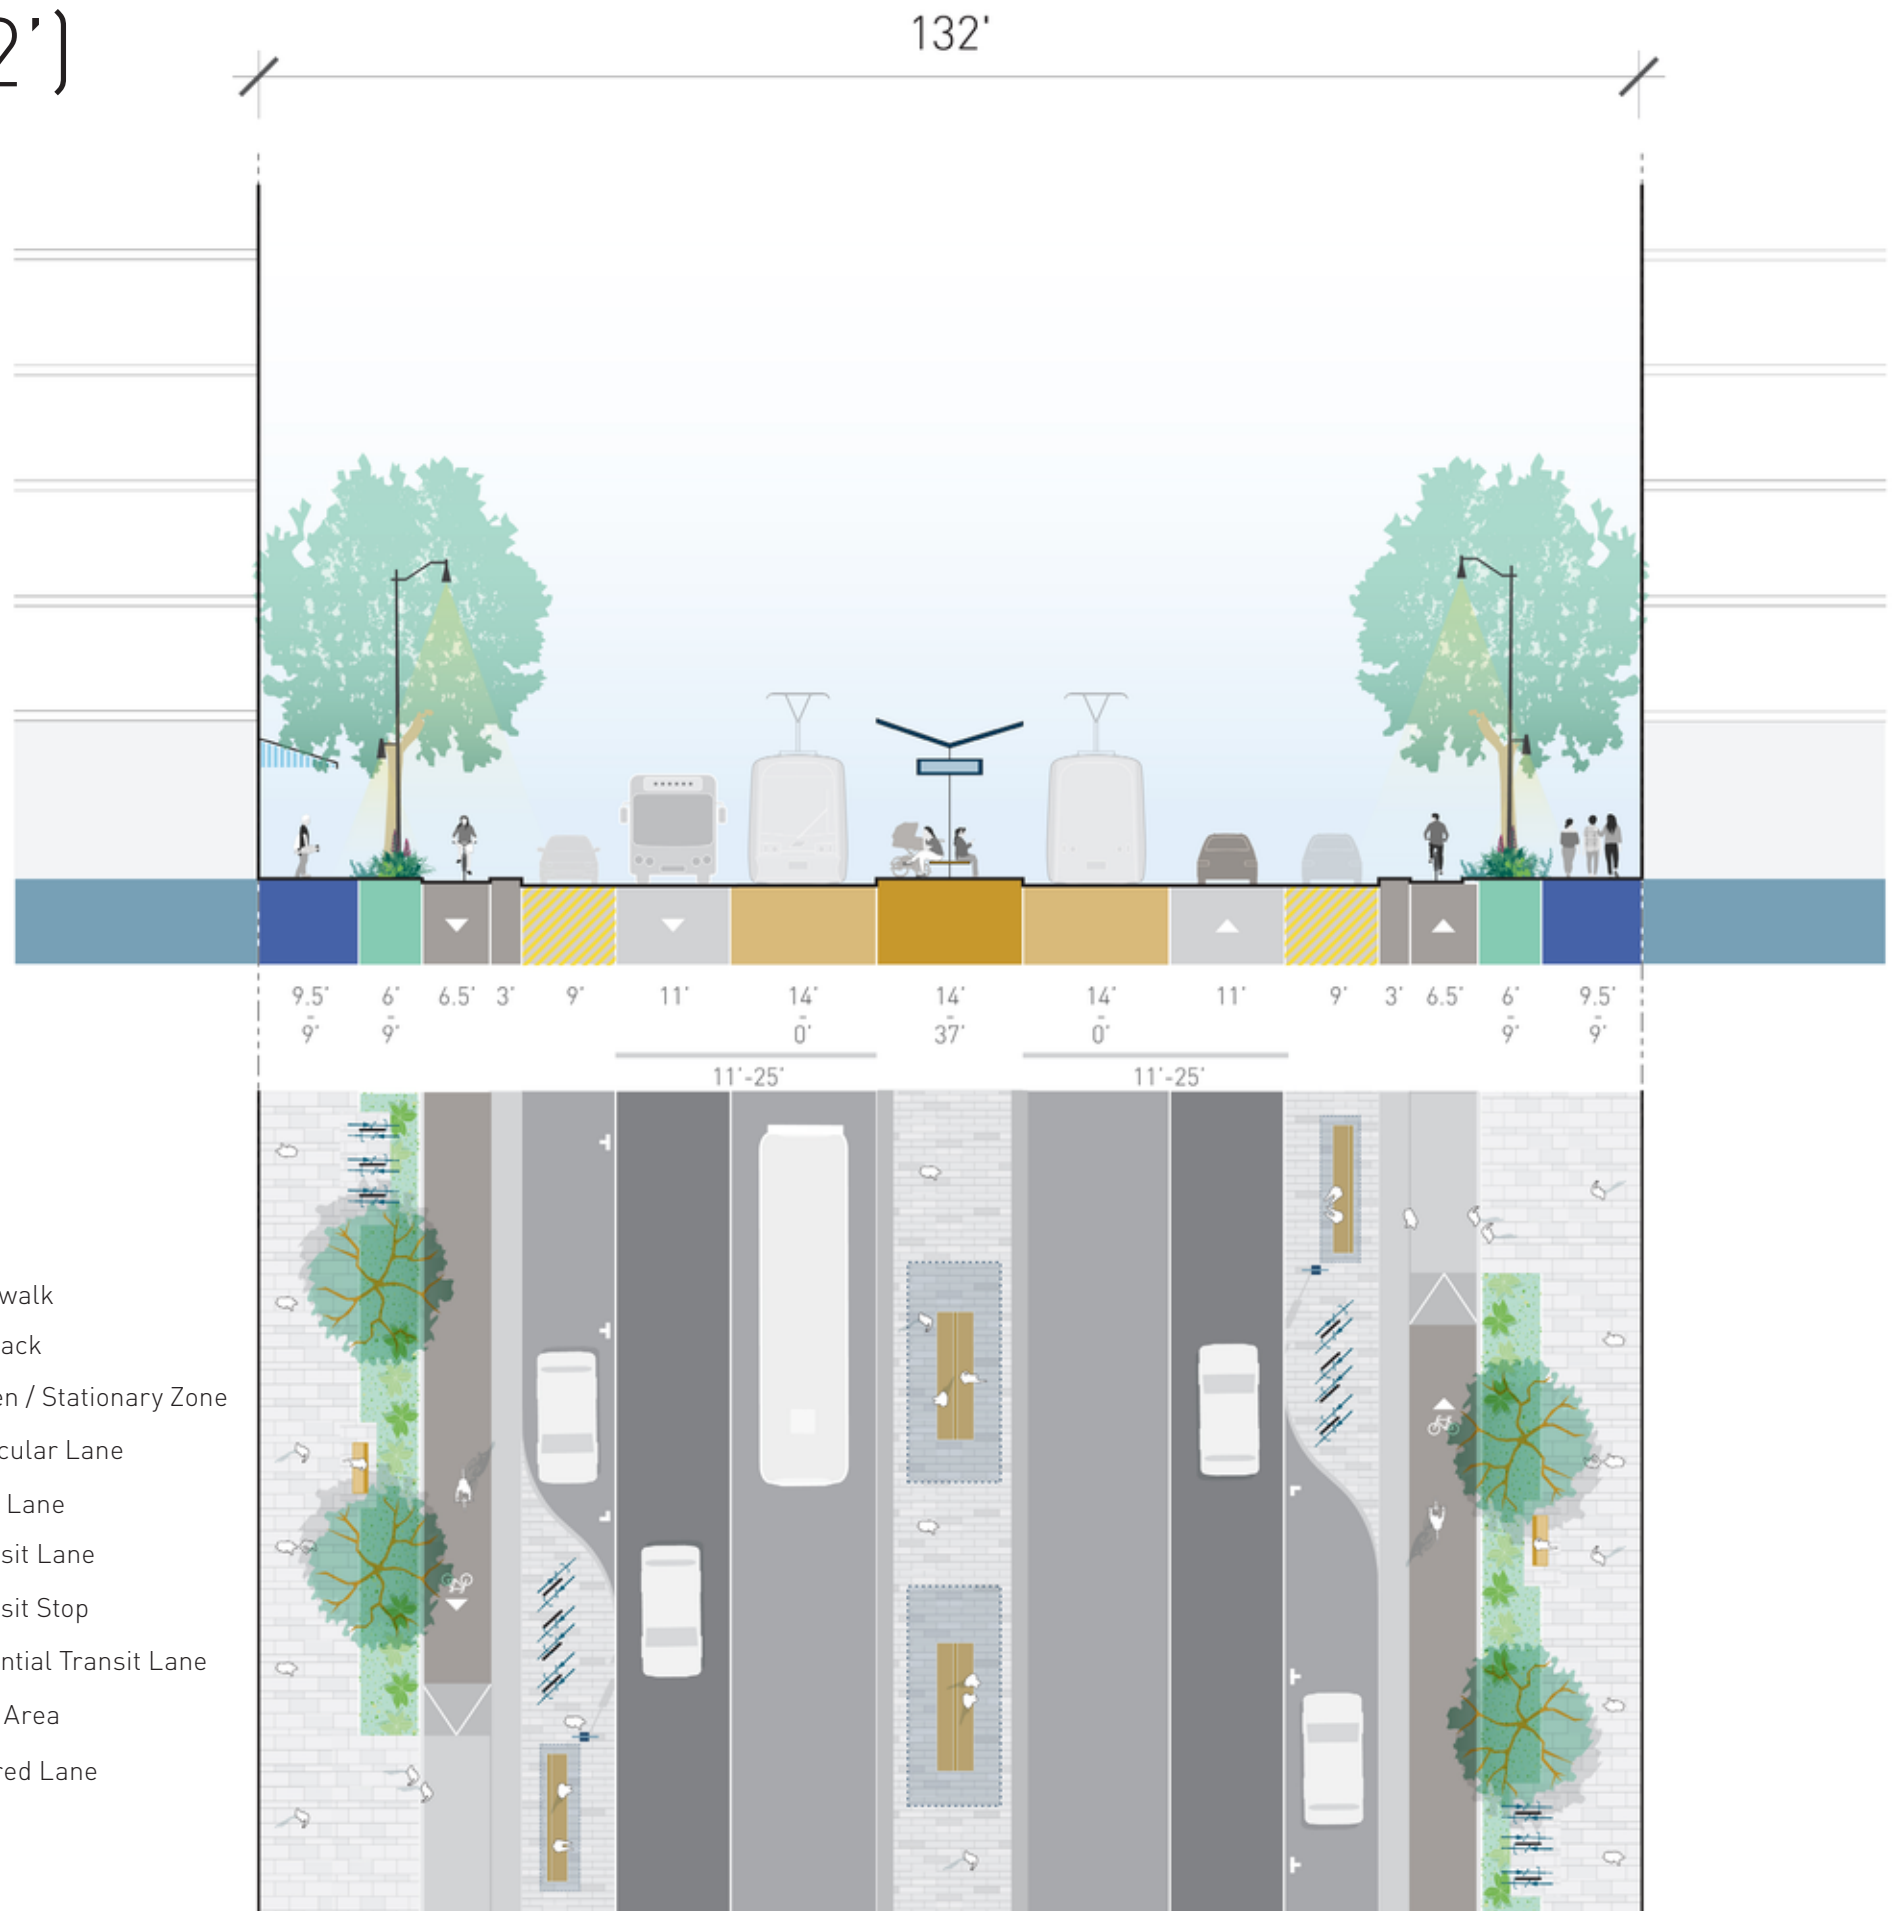 2')
132'
9.5' 6' 6.5' 3' 9' 11' 14' 14' 14' 11' 9' 3' 6.5' 6' 9.5'
- - - - - - -
9' 9' 0' 37' 0' 9' 9'
11'-25' 11'-25'
walk
ack
en / Stationary Zone
cular Lane
Lane
sit Lane
sit Stop
ntial Transit Lane
Area
red Lane